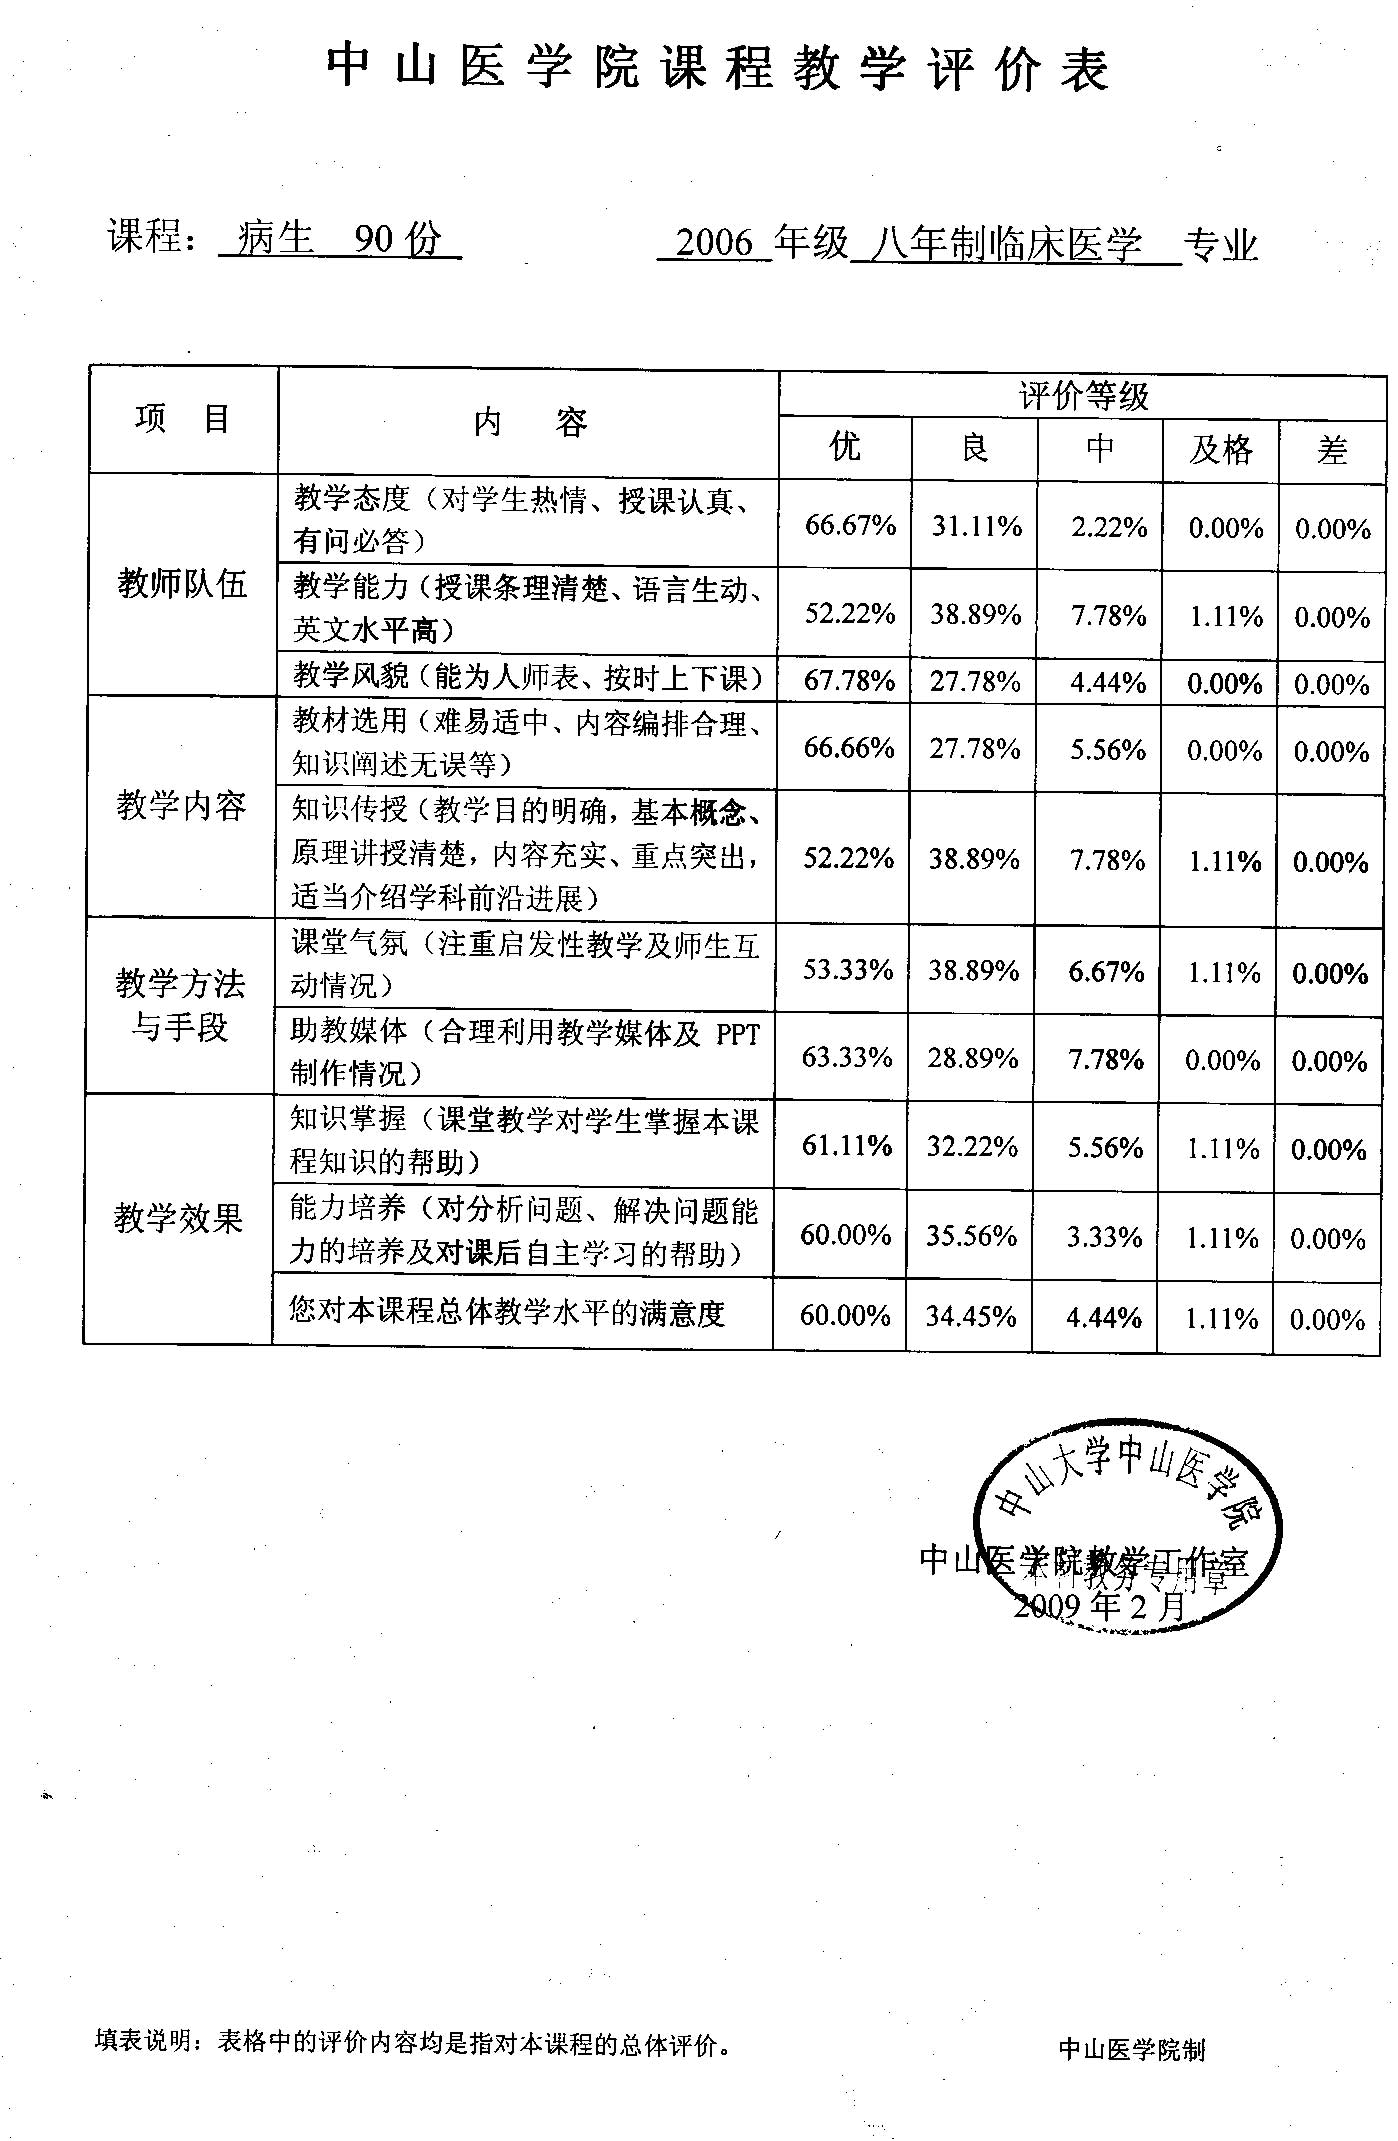 中山医学院课程教学评价表
课程： 病生 90 份 2006 年级 八年制临床医学 专业
项 目 内 容 评价等级
优 良 中 及格 差
教师队伍
教学态度（对学生热情、授课认真、
有问必答） 66.67% 31.11% 2.22% 0.00% 0.00%
教学能力（授课条理清楚、语言生动、
英文水平高） 52.22% 38.89% 7.78% 1.11% 0.00%
教学风貌（能为人师表、按时上下课） 67.78% 27.78% 4.44% 0.00% 0.00%
教学内容
教材选用（难易适中、内容编排合理、
知识阐述无误等） 66.66% 27.78% 5.56% 0.00% 0.00%
知识传授（教学目的明确，基本概念、
原理讲授清楚，内容充实、重点突出， 52.22% 38.89% 7.78% 1.11% 0.00%
适当介绍学科前沿进展）
教学方法
与手段
课堂气氛（注重启发性教学及师生互
动情况） 53.33% 38.89% 6.67% 1.11% 0.00%
助教媒体（合理利用教学媒体及 PPT
制作情况） 63.33% 28.89% 7.78% 0.00% 0.00%
教学效果
知识掌握（课堂教学对学生掌握本课
程知识的帮助） 61.11% 32.22% 5.56% 1.11% 0.00%
能力培养（对分析问题、解决问题能
力的培养及对课后自主学习的帮助） 60.00% 35.56% 3.33% 1.11% 0.00%
您对本课程总体教学水平的满意度 60.00% 34.45% 4.44% 1.11% 0.00%
中山大学中山医学院
中山医学院教学工作室
本科教务专用章
2009 年 2 月
填表说明：表格中的评价内容均是指对本课程的总体评价。 中山医学院制